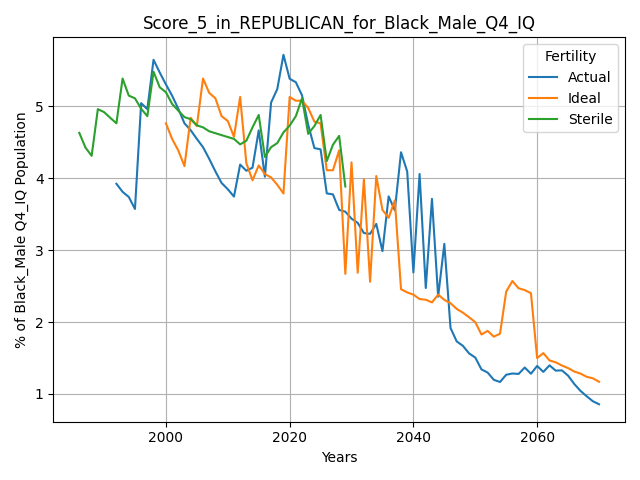 Score_5_in_REPUBLICAN_for_Black_Male_Q4_IQ
Fertility
Actual
Ideal
Sterile
% of Black_Male Q4_IQ Population
5
4
3
2
1
2000 2020 2040 2060
Years